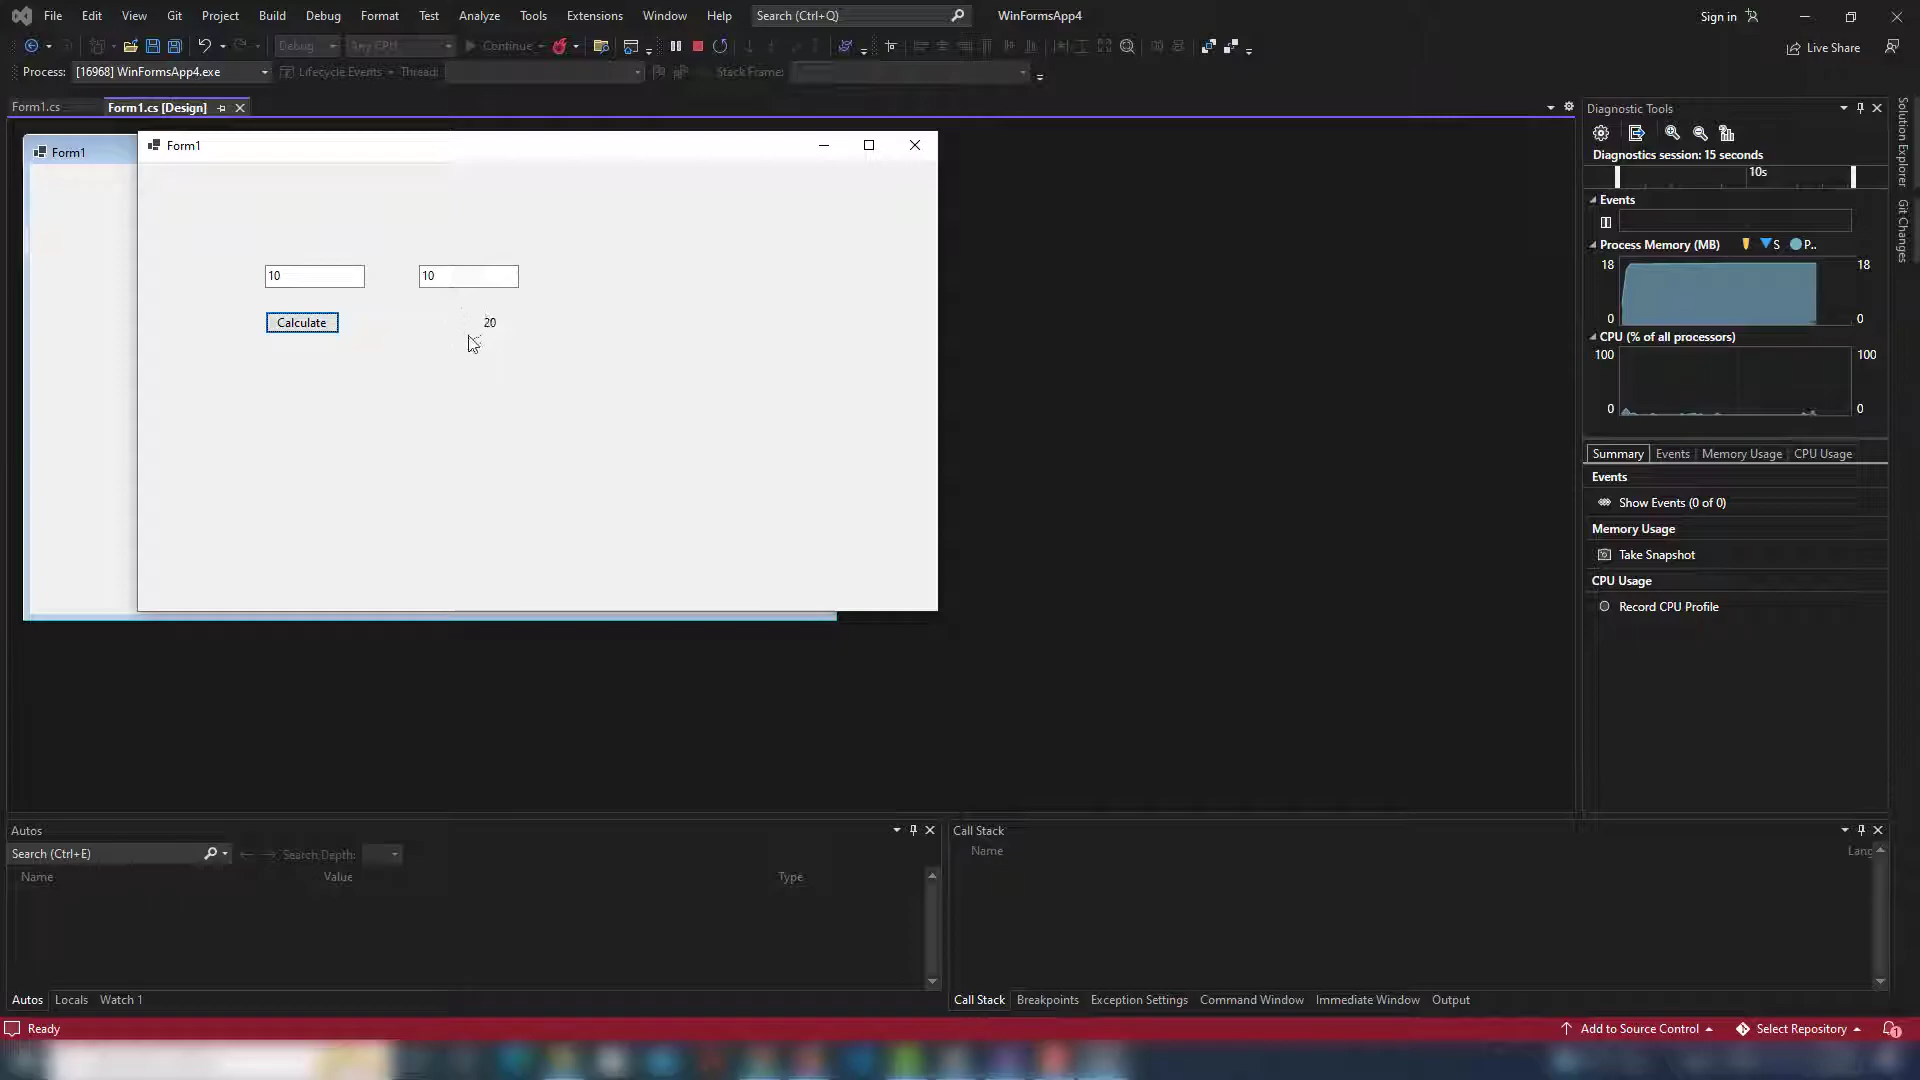 File Edit View Git Project Build Debug Format Test Analyze Tools Extensions Window Help Search (Ctrl+Q) WinFormsApp4 Sign in
Debug Any CPU Continue Live Share
Process: [16968] WinFormsApp4.exe Lifecycle Events Thread: Stack Frame:
Form1.cs Form1.cs [Design]
Form1
Form1
10 10
Calculate 20
Diagnostic Tools
Diagnostics session: 15 seconds
10s
Events
Process Memory (MB) S P..
18 18
0 0
CPU (% of all processors)
100 100
0 0
Summary Events Memory Usage CPU Usage
Events
Show Events (0 of 0)
Memory Usage
Take Snapshot
CPU Usage
Record CPU Profile
Solution Explorer
Git Changes
Autos
Search (Ctrl+E) Search Depth:
Name Value Type
Autos Locals Watch 1
Call Stack
Name Lang
Call Stack Breakpoints Exception Settings Command Window Immediate Window Output
Ready Add to Source Control Select Repository 1